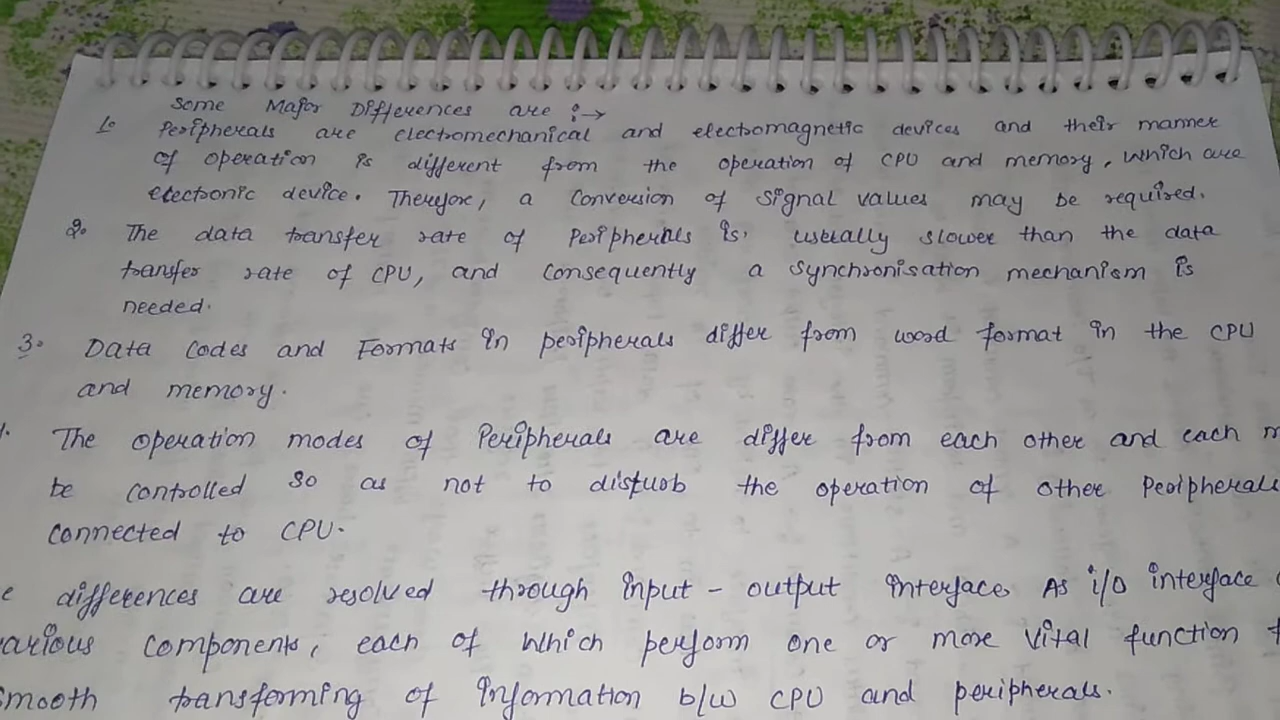 Some Major Differences are :→
1. Peripherals are electromechanical and electromagnetic devices and their manner
of operation is different from the operation of CPU and memory, which are
electronic device. Therefore, a Conversion of signal values may be required.
2. The data transfer rate of Peripherals is usually slower than the data
transfer rate of CPU, and Consequently a synchronisation mechanism is
needed.
3. Data Codes and Formats in peripherals differ from word format in the CPU
and memory.
The operation modes of Peripherals are differ from each other and each
be controlled so as not to disturb the operation of other Peripherals
connected to CPU.
differences are resolved through input - output interface. As i/o interface
various components, each of which perform one or more vital function
smooth transforming of information b/w CPU and peripherals.